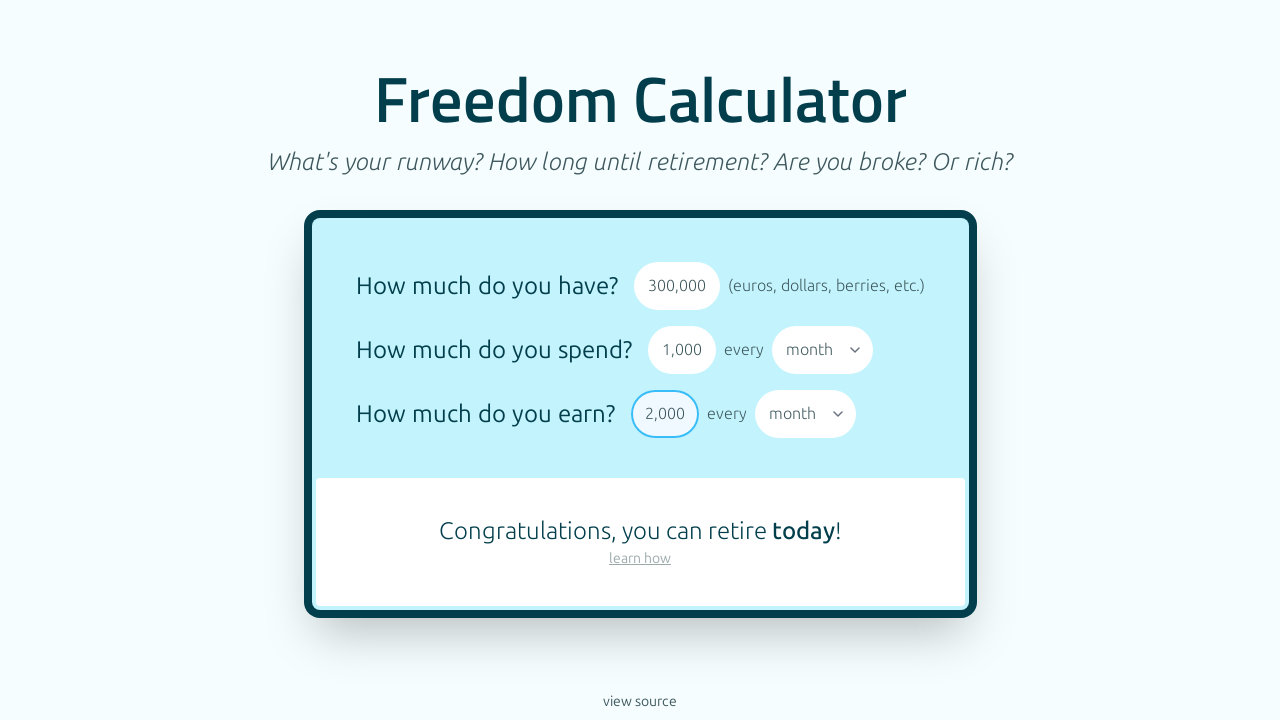 Freedom Calculator
What's your runway? How long until retirement? Are you broke? Or rich?
How much do you have? 300,000 (euros, dollars, berries, etc.)
How much do you spend? 1,000 every month
How much do you earn? 2,000 every month
Congratulations, you can retire today!
learn how
view source